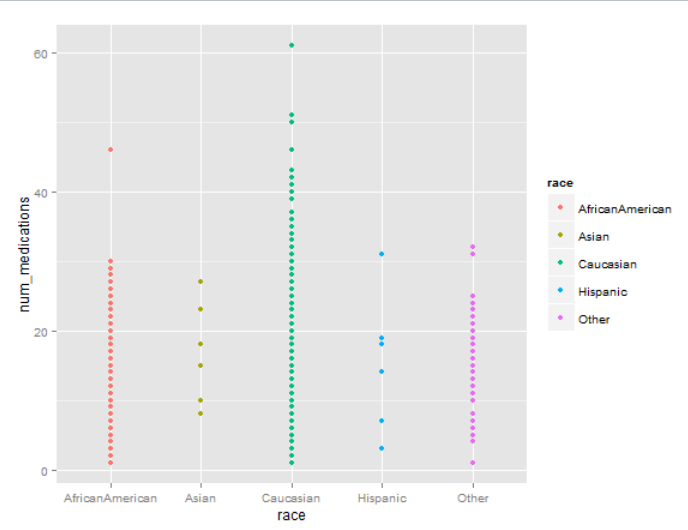 60
40
20
0
num_medications
AfricanAmerican
Asian
Caucasian
Hispanic
Other
race
race
AfricanAmerican
Asian
Caucasian
Hispanic
Other